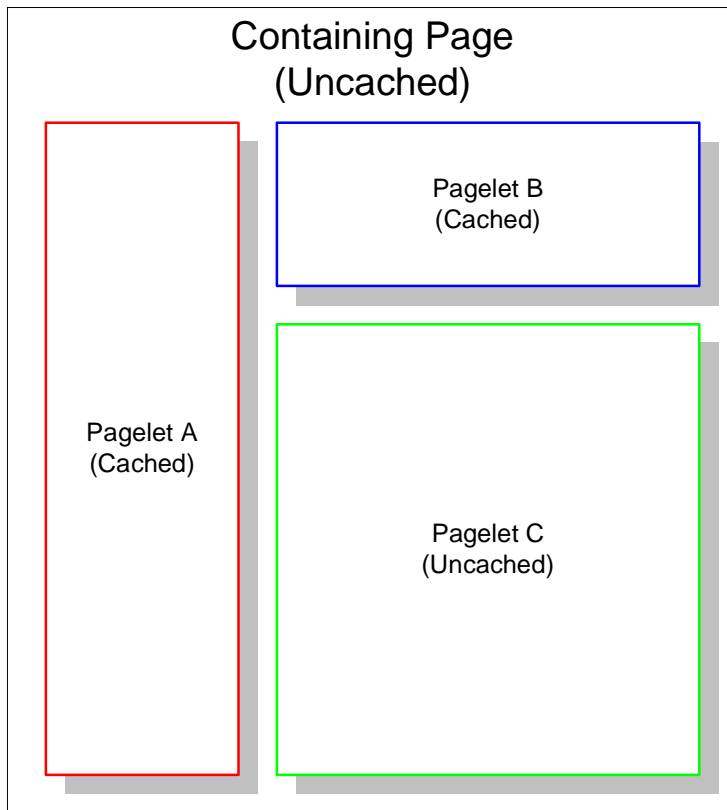 Containing Page
(Uncached)
Pagelet B
(Cached)
Pagelet A
(Cached)
Pagelet C
(Uncached)